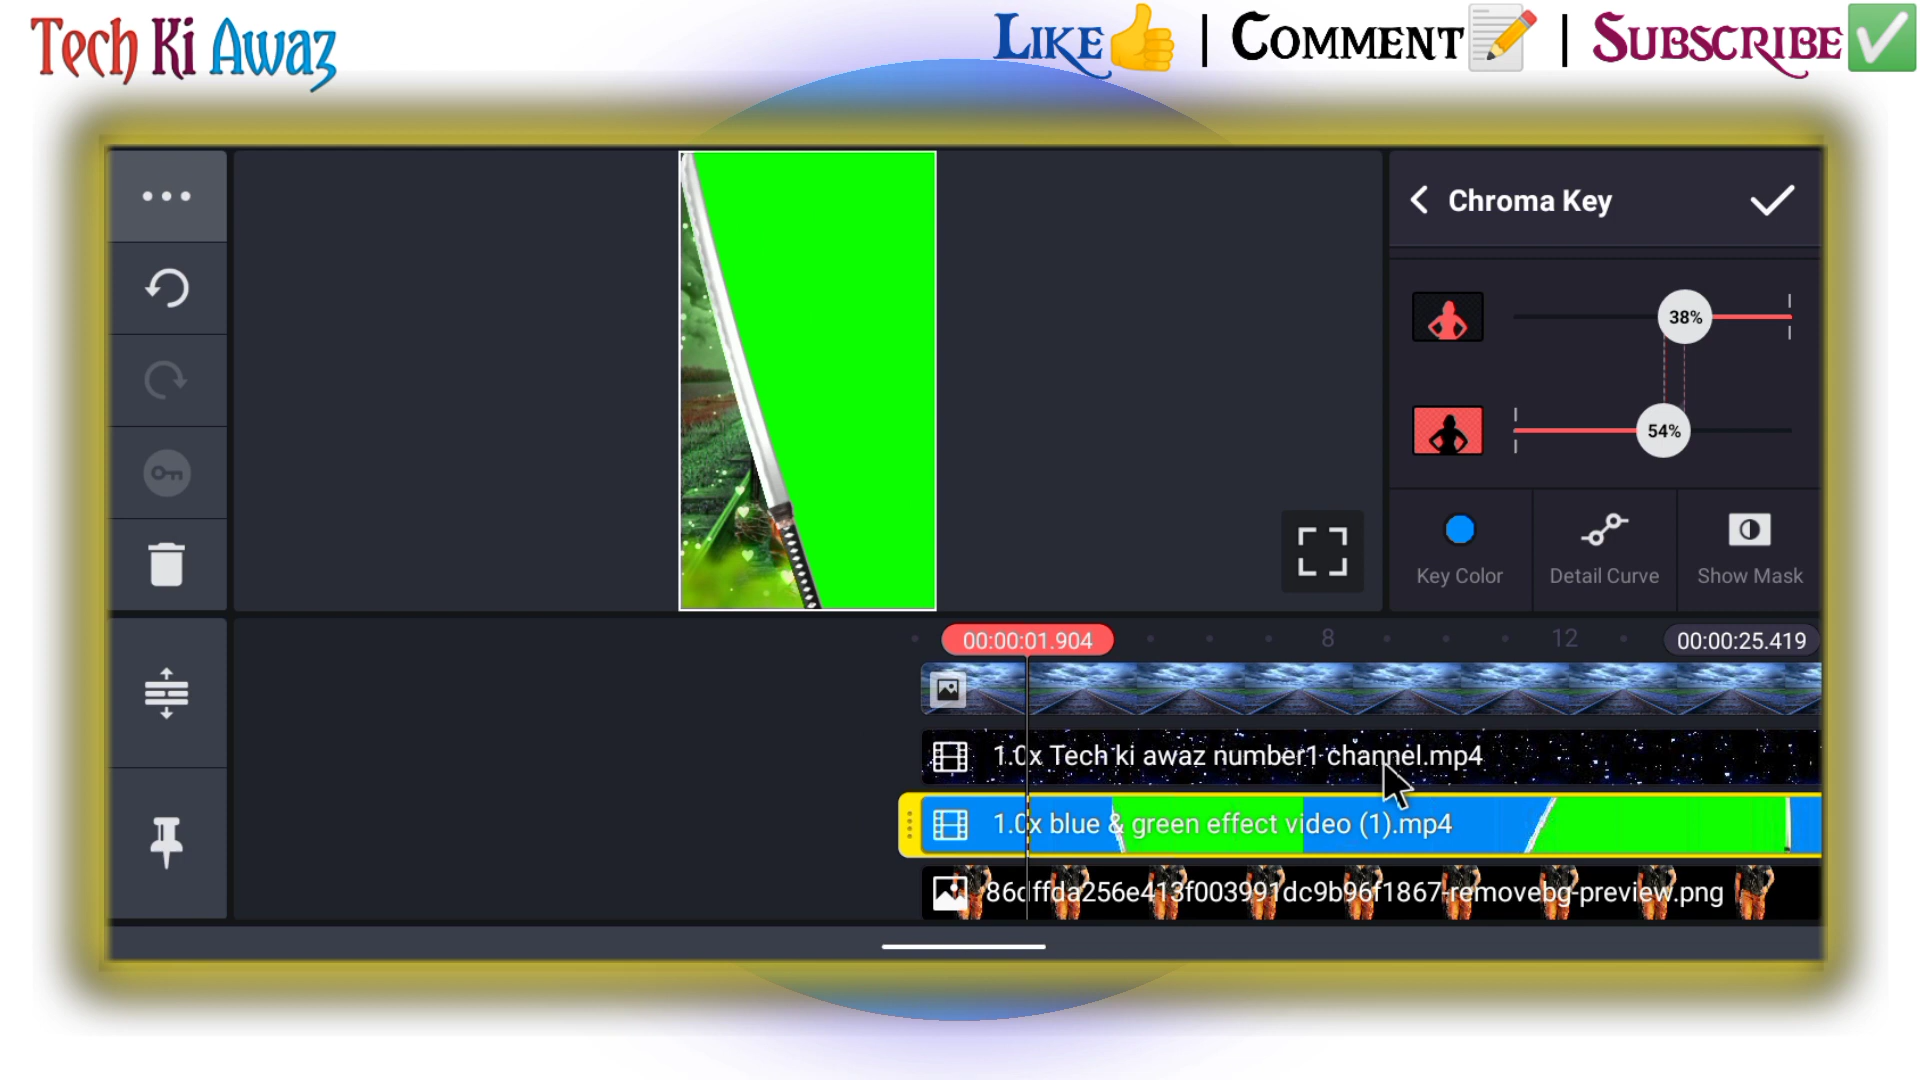 Tech Ki Awaz
LIKE👍 | COMMENT📝 | SUBSCRIBE✅
Chroma Key
38%
54%
Key Color
Detail Curve
Show Mask
00:00:01.904
8
12
00:00:25.419
1.0x Tech ki awaz number1 channel.mp4
1.0x blue & green effect video (1).mp4
86dffda256e413f003991dc9b96f1867-removebg-preview.png